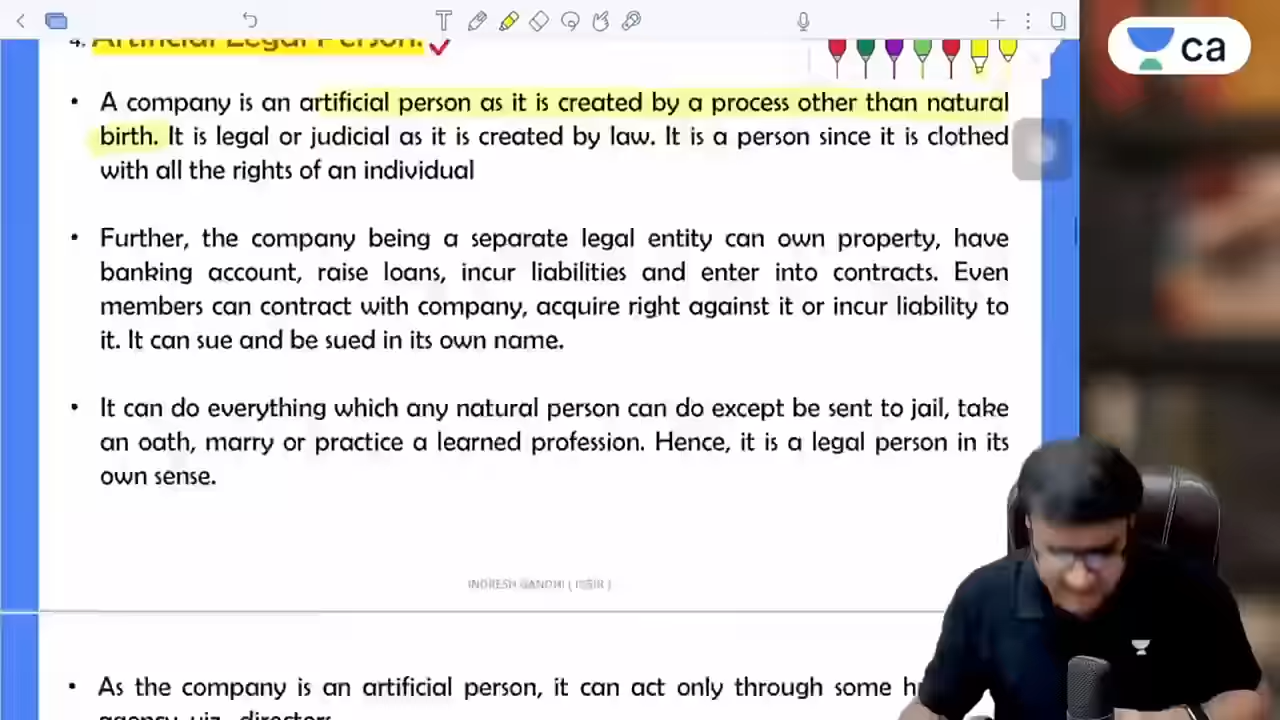 4. Artificial Legal Person:
ca
• A company is an artificial person as it is created by a process other than natural
birth. It is legal or judicial as it is created by law. It is a person since it is clothed
with all the rights of an individual
• Further, the company being a separate legal entity can own property, have
banking account, raise loans, incur liabilities and enter into contracts. Even
members can contract with company, acquire right against it or incur liability to
it. It can sue and be sued in its own name.
• It can do everything which any natural person can do except be sent to jail, take
an oath, marry or practice a learned profession. Hence, it is a legal person in its
own sense.
INDRESH GANDHI
• As the company is an artificial person, it can act only through some
agency, viz., directors